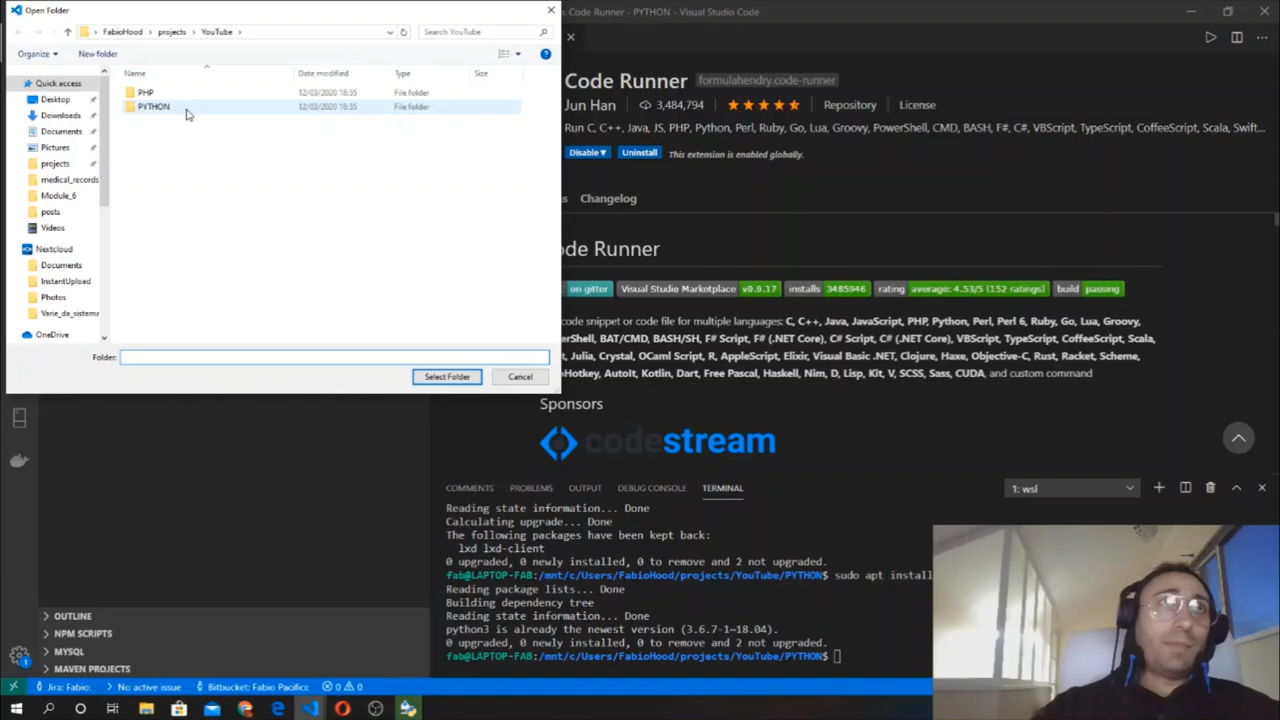 Open Folder
Code Runner - PYTHON - Visual Studio Code
FabioHood > projects > YouTube >
Search YouTube
Organize
New folder
Name
Date modified
Type
Size
PHP
12/03/2020 18:55
File folder
PYTHON
12/03/2020 18:55
File folder
Quick access
Desktop
Downloads
Documents
Pictures
projects
medical_records
Module_6
posts
Videos
Nextcloud
Documents
InstantUpload
Photos
Varie_da_sistema
OneDrive
Folder:
Select Folder
Cancel
Code Runner
formulahendry.code-runner
Jun Han
3,484,794
Repository
License
Run C, C++, Java, JS, PHP, Python, Perl, Ruby, Go, Lua, Groovy, PowerShell, CMD, BASH, F#, C#, VBScript, TypeScript, CoffeeScript, Scala, Swift...
Disable
Uninstall
This extension is enabled globally.
Changelog
ode Runner
on gitter
Visual Studio Marketplace v0.9.17
installs 3485946
rating average: 4.53/5 (152 ratings)
build passing
code snippet or code file for multiple languages: C, C++, Java, JavaScript, PHP, Python, Perl, Perl 6, Ruby, Go, Lua, Groovy,
PowerShell, BAT/CMD, BASH/SH, F# Script, F# (.NET Core), C# Script, C# (.NET Core), VBScript, TypeScript, CoffeeScript, Scala,
Julia, Crystal, OCaml Script, R, AppleScript, Elixir, Visual Basic .NET, Clojure, Haxe, Objective-C, Rust, Racket, Scheme,
AutoHotkey, AutoIt, Kotlin, Dart, Free Pascal, Haskell, Nim, D, Lisp, Kit, V, SCSS, Sass, CUDA, and custom command
Sponsors
codestream
COMMENTS
PROBLEMS
OUTPUT
DEBUG CONSOLE
TERMINAL
1: wsl
Reading state information... Done
Calculating upgrade... Done
The following packages have been kept back:
lxd lxd-client
0 upgraded, 0 newly installed, 0 to remove and 2 not upgraded.
fab@LAPTOP-FAB:/mnt/c/Users/FabioHood/projects/YouTube/PYTHON$ sudo apt install
Reading package lists... Done
Building dependency tree
Reading state information... Done
python3 is already the newest version (3.6.7-1~18.04).
0 upgraded, 0 newly installed, 0 to remove and 2 not upgraded.
fab@LAPTOP-FAB:/mnt/c/Users/FabioHood/projects/YouTube/PYTHON$
OUTLINE
NPM SCRIPTS
MYSQL
MAVEN PROJECTS
Jira: Fabio:
No active issue
Bitbucket: Fabio Pacific:
0
0